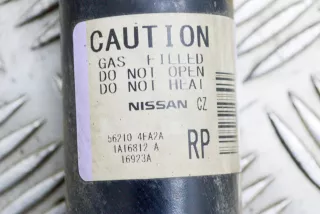 CAUTION
GAS FILLED
DO NOT OPEN
DO NOT HEAT
NISSAN CZ
56210 4EA2A
1A16812 A
16923A
RP